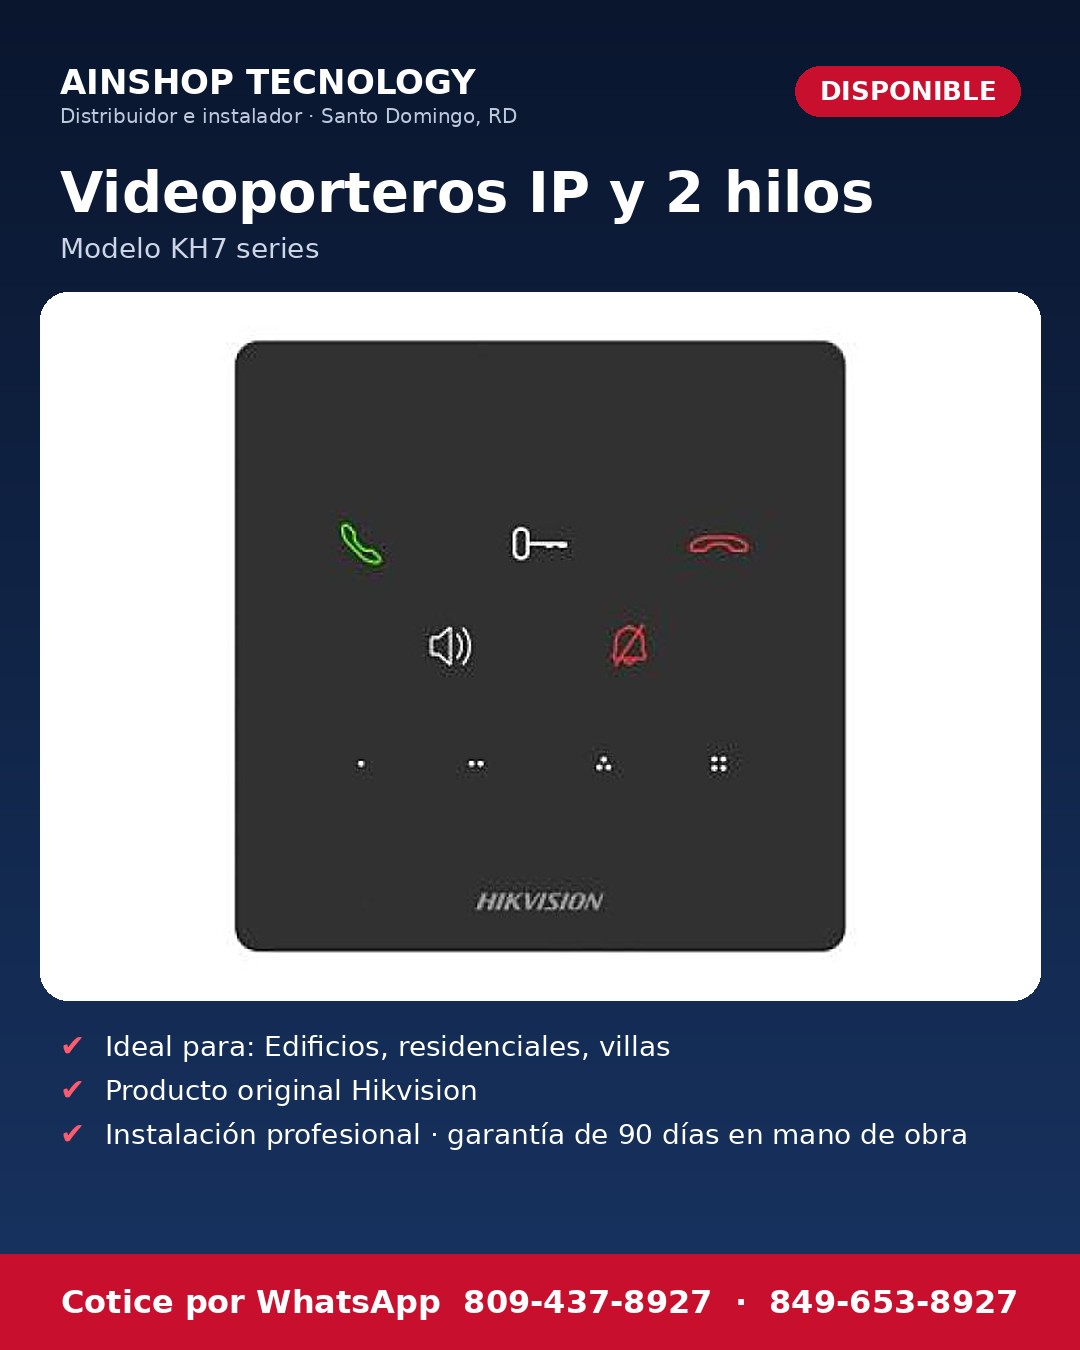 AINSHOP TECNOLOGY
DISPONIBLE
Distribuidor e instalador · Santo Domingo, RD
Videoporteros IP y 2 hilos
Modelo KH7 series
HIKVISION
✔ Ideal para: Edificios, residenciales, villas
✔ Producto original Hikvision
✔ Instalación profesional · garantía de 90 días en mano de obra
Cotice por WhatsApp 809-437-8927 · 849-653-8927